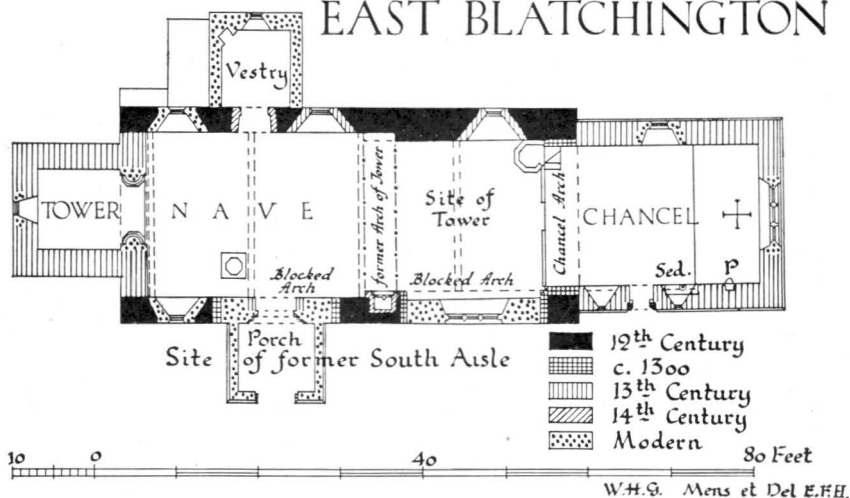 EAST BLATCHINGTON
Vestry
TOWER
NAVE
former Arch of Tower
Site of
Tower
Chancel Arch
CHANCEL
Blocked
Arch
Blocked Arch
Sed.
P
Porch
Site of former South Aisle
12th Century
c. 1300
13th Century
14th Century
Modern
10 0 40 80 Feet
W.H.G. Mens et Del E.F.H.